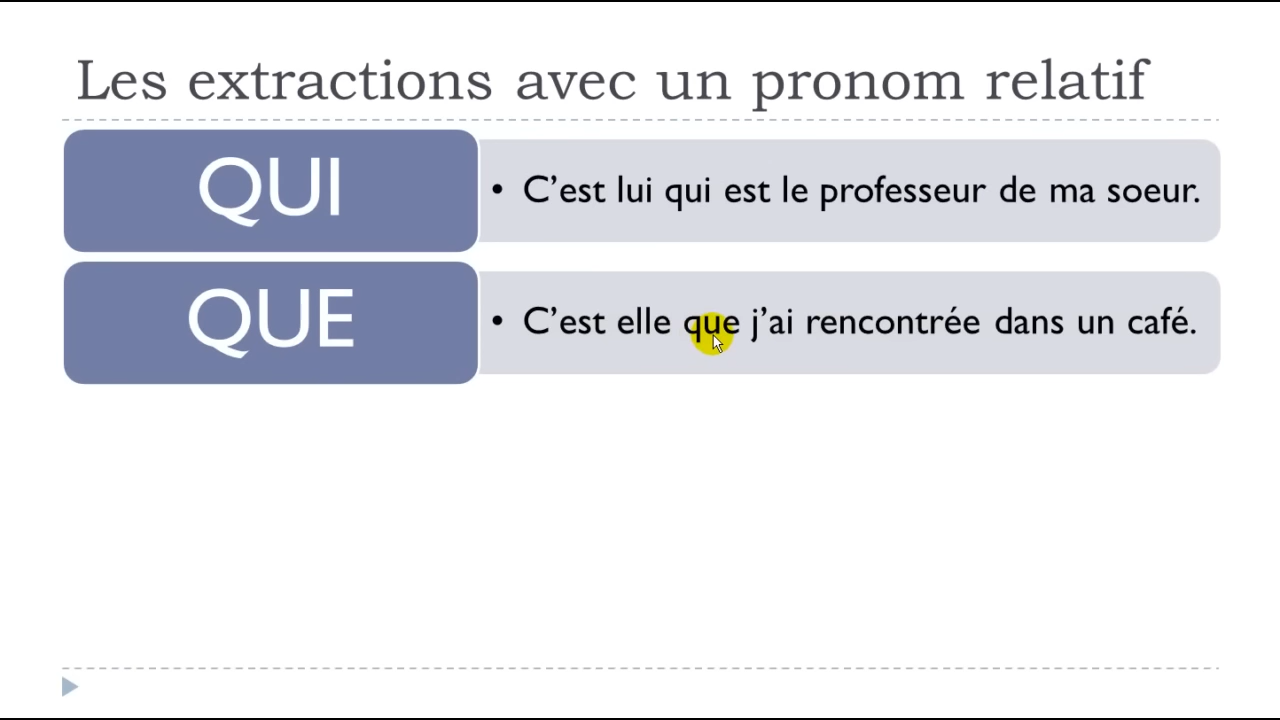 Les extractions avec un pronom relatif
QUI
• C’est lui qui est le professeur de ma soeur.
QUE
• C’est elle que j’ai rencontrée dans un café.